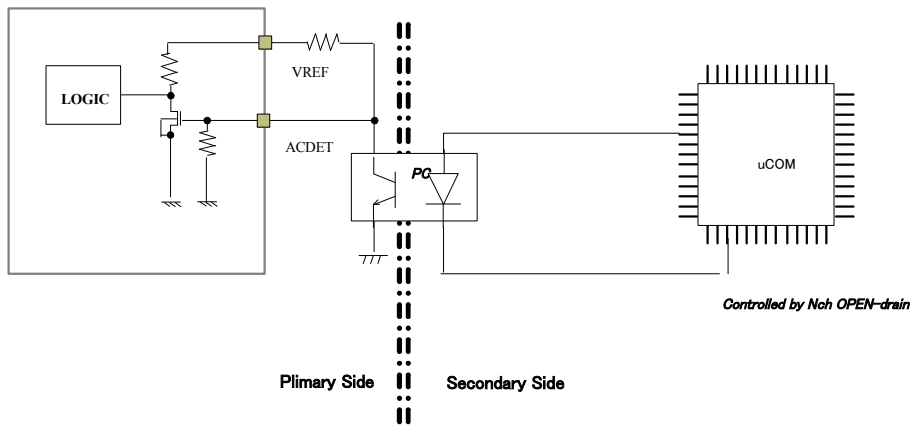 VREF
LOGIC
ACDET
PC
uCOM
Controlled by Nch OPEN-drain
Plimary Side
Secondary Side